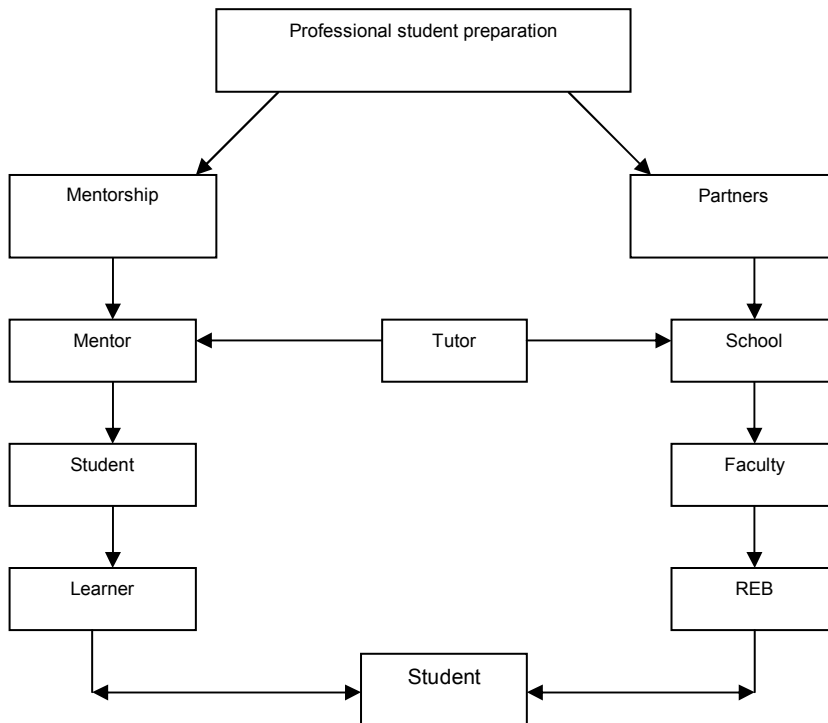 Professional student preparation
Mentorship
Partners
Mentor
Tutor
School
Student
Faculty
Learner
REB
Student